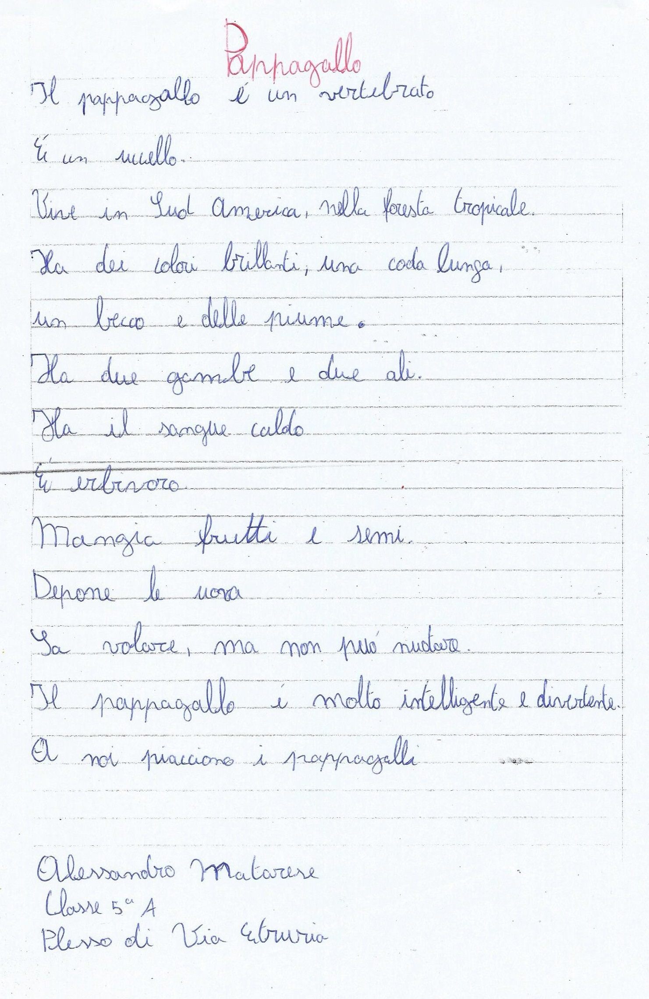 Pappagallo
Il pappagallo é un vertebrato
É un uccello.
Vive in Sud America, nella foresta tropicale.
Ha dei colori brillanti, una coda lunga,
un becco e delle piume.
Ha due gambe e due ali.
Ha il sangue caldo
É erbivoro.
Mangia frutti e semi.
Depone le uova
Sa volare, ma non puó nuotare.
Il pappagallo é molto intelligente e divertente.
A noi piacciono i pappagalli
Alessandro Matarese
Classe 5ª A
Plesso di Via Etruria